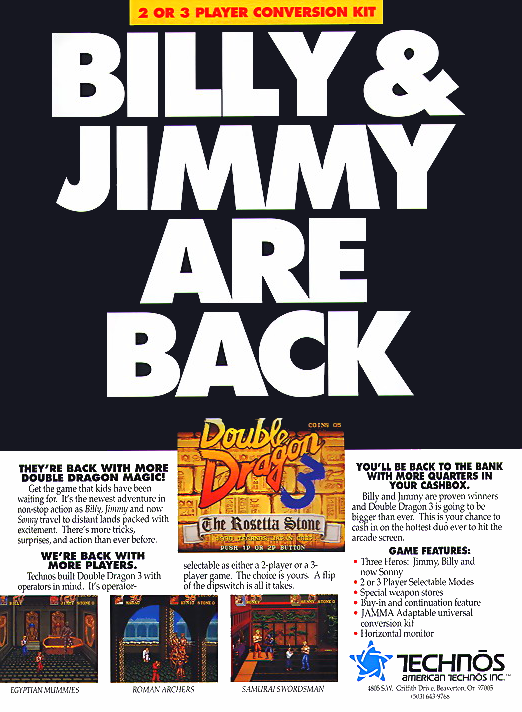 2 OR 3 PLAYER CONVERSION KIT
BILLY &
JIMMY
ARE
BACK
THEY'RE BACK WITH MORE
DOUBLE DRAGON MAGIC!
Get the game that kids have been
waiting for. It's the newest adventure in
non-stop action as Billy, Jimmy and now
Sonny travel to distant lands packed with
excitement. There's more tricks,
surprises, and action than ever before.
WE'RE BACK WITH
MORE PLAYERS.
Technos built Double Dragon 3 with
operators in mind. It's operator-
COINS 05
Double
Dragon
3
The Rosetta Stone
PUSH 1P OR 2P BUTTON
selectable as either a 2-player or a 3-
player game. The choice is yours. A flip
of the dipswitch is all it takes.
YOU'LL BE BACK TO THE BANK
WITH MORE QUARTERS IN
YOUR CASHBOX.
Billy and Jimmy are proven winners
and Double Dragon 3 is going to be
bigger than ever. This is your chance to
cash in on the hottest duo ever to hit the
arcade screen.
GAME FEATURES:
• Three Heros: Jimmy, Billy and
now Sonny
• 2 or 3 Player Selectable Modes
• Special weapon stores
• Buy-in and continuation feature
• JAMMA Adaptable universal
conversion kit
• Horizontal monitor
EGYPTIAN MUMMIES
ROMAN ARCHERS
SAMURAI SWORDSMAN
TECHNŌS
AMERICAN TECHNŌS INC.™
4805 S.W. Griffith Drive, Beaverton, Or 97005
(503) 643-9768